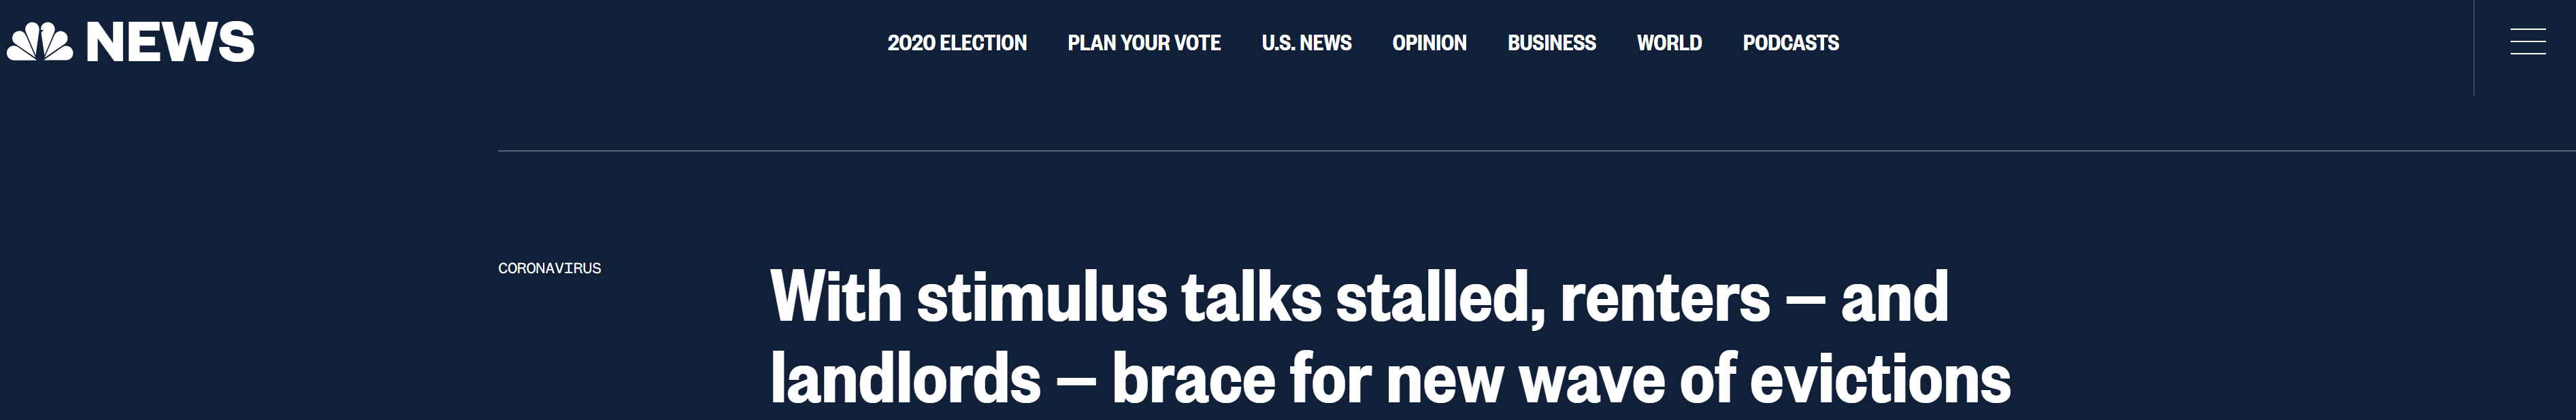 NEWS
2020 ELECTION PLAN YOUR VOTE U.S. NEWS OPINION BUSINESS WORLD PODCASTS
CORONAVIRUS
With stimulus talks stalled, renters — and
landlords — brace for new wave of evictions